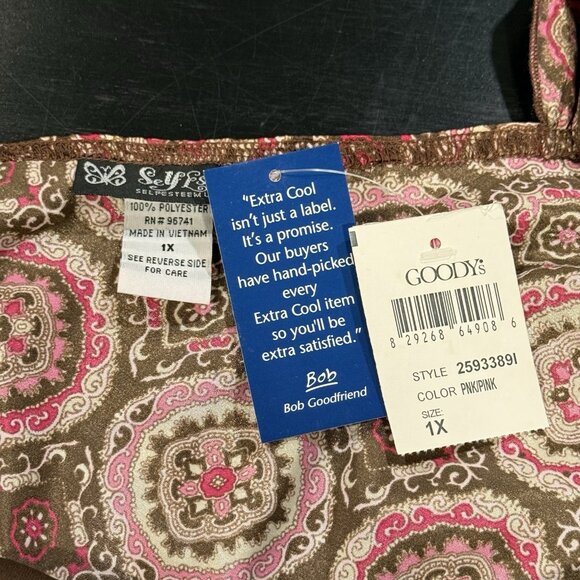 Self
SELFESTEEM
100% POLYESTER
RN# 96741
MADE IN VIETNAM
1X
SEE REVERSE SIDE
FOR CARE
"Extra Cool
isn't just a label.
It's a promise.
Our buyers
have hand-picked
every
Extra Cool item
so you'll be
extra satisfied."
Bob
Bob Goodfriend
GOODY's
8 29268 64908 6
STYLE 2593389I
COLOR PNK/PINK
SIZE:
1X